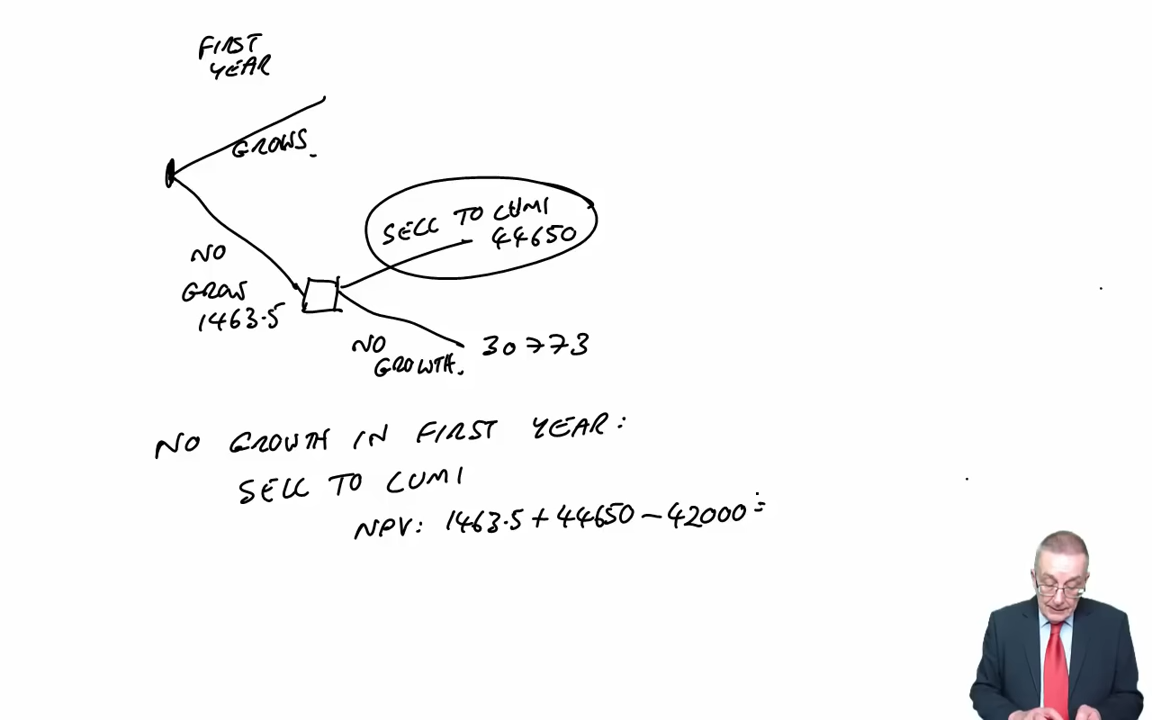 FIRST
YEAR
GROWS.
SELL TO CUMI
44650
NO
GROW
1463.5
NO
GROWTH.
30773
NO GROWTH IN FIRST YEAR:
SELL TO CUMI
NPV: 1463.5 + 44650 - 42000 =